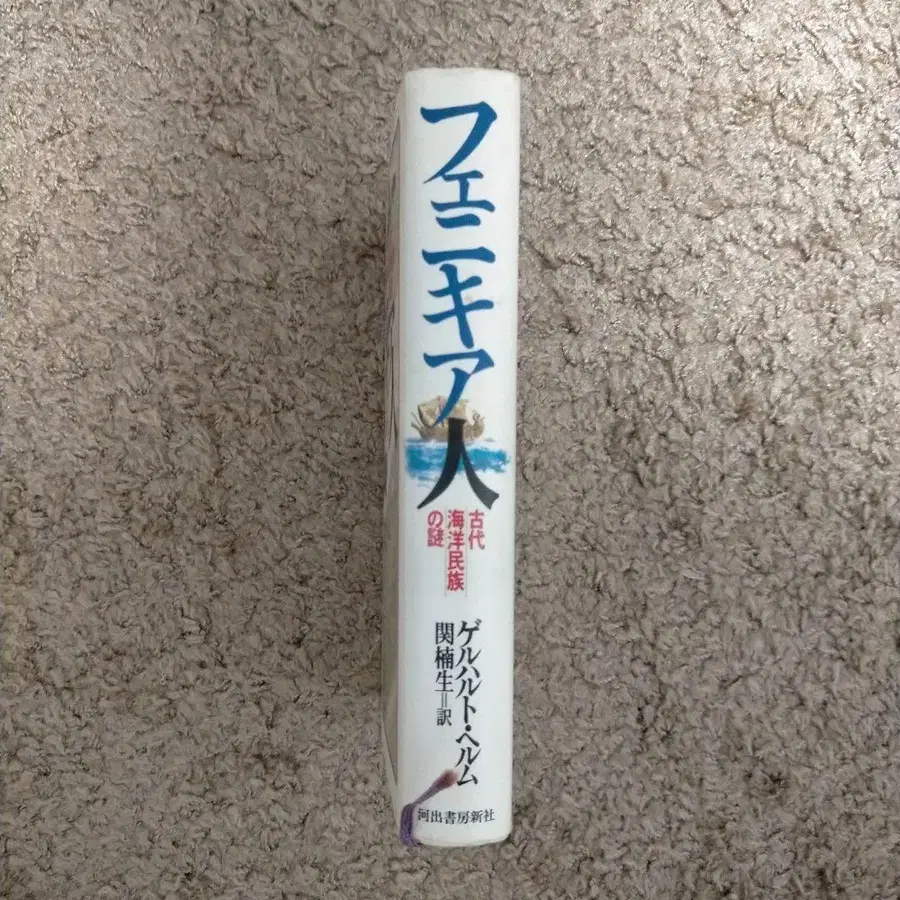 フェニキア人
古代
海洋民族
の謎
ゲルハルト・ヘルム
関楠生＝訳
河出書房新社